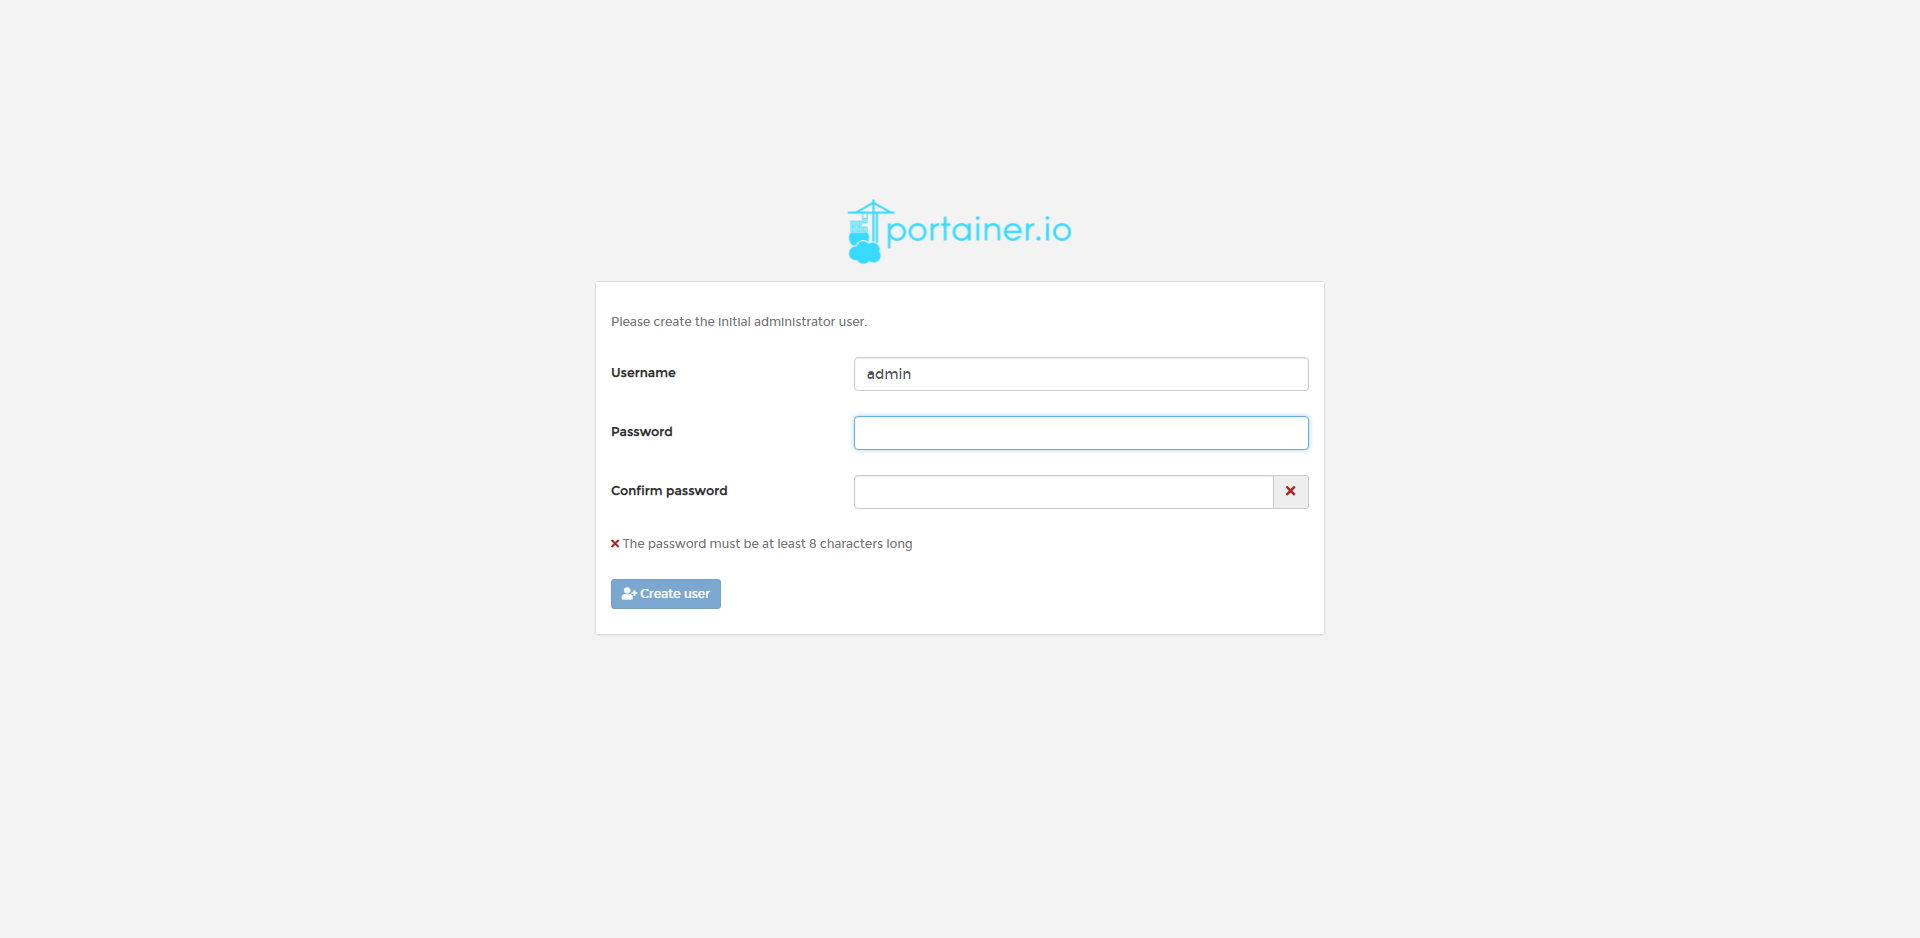 portainer.io
Please create the initial administrator user.
Username
admin
Password
Confirm password
The password must be at least 8 characters long
Create user